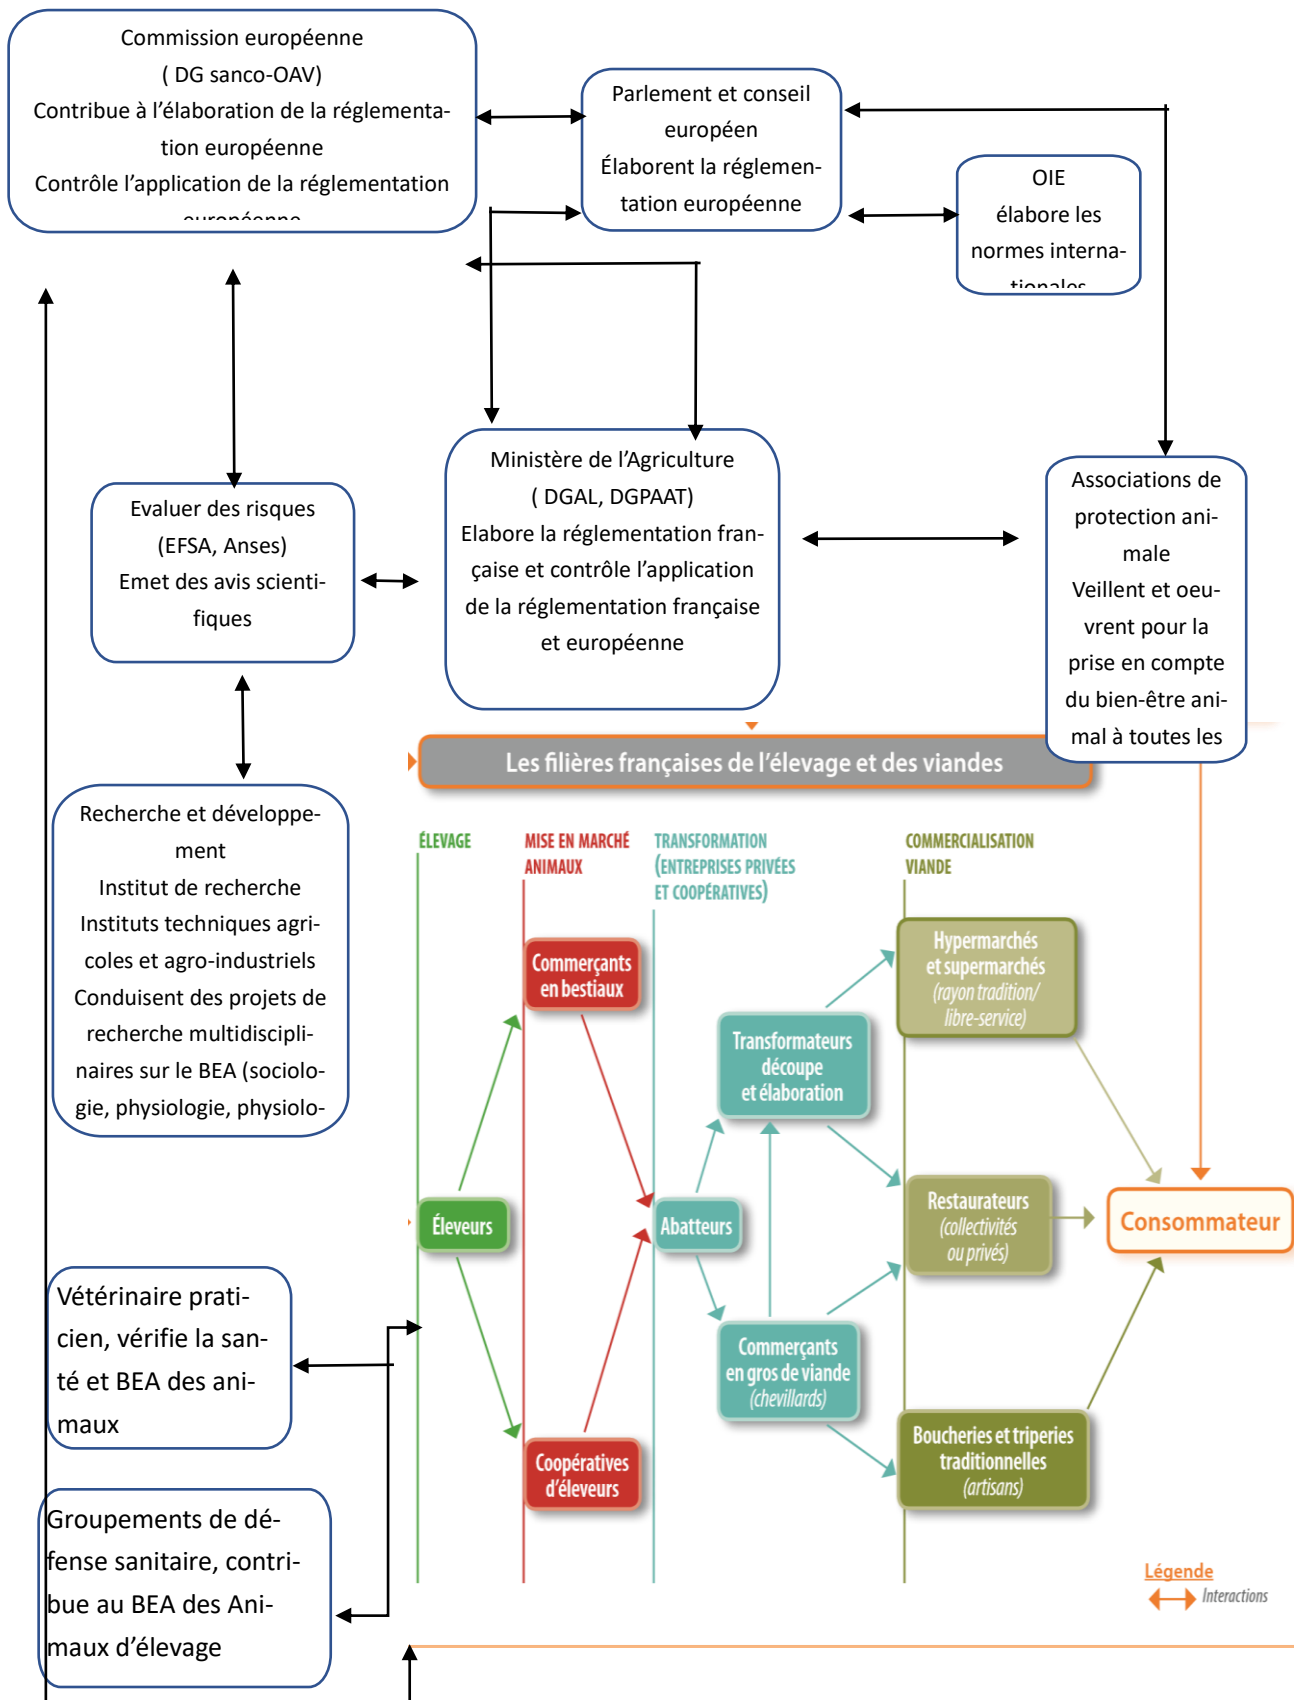 Commission européenne
( DG sanco-OAV)
Contribue à l’élaboration de la réglementa-
tion européenne
Contrôle l’application de la réglementation
européenne
Parlement et conseil
européen
Élaborent la réglemen-
tation européenne
OIE
élabore les
normes interna-
tionales
Evaluer des risques
(EFSA, Anses)
Emet des avis scienti-
fiques
Ministère de l’Agriculture
( DGAL, DGPAAT)
Elabore la réglementation fran-
çaise et contrôle l’application
de la réglementation française
et européenne
Associations de
protection ani-
male
Veillent et oeu-
vrent pour la
prise en compte
du bien-être ani-
mal à toutes les
Les filières françaises de l’élevage et des viandes
Recherche et développe-
ment
Institut de recherche
Instituts techniques agri-
coles et agro-industriels
Conduisent des projets de
recherche multidiscipli-
naires sur le BEA (sociolo-
gie, physiologie, physiolo-
ÉLEVAGE
MISE EN MARCHÉ
ANIMAUX
TRANSFORMATION
(ENTREPRISES PRIVÉES
ET COOPÉRATIVES)
COMMERCIALISATION
VIANDE
Commerçants
en bestiaux
Hypermarchés
et supermarchés
(rayon tradition/
libre-service)
Transformateurs
découpe
et élaboration
Éleveurs
Abatteurs
Restaurateurs
(collectivités
ou privés)
Consommateur
Commerçants
en gros de viande
(chevillards)
Coopératives
d’éleveurs
Boucheries et triperies
traditionnelles
(artisans)
Vétérinaire prati-
cien, vérifie la san-
té et BEA des ani-
maux
Groupements de dé-
fense sanitaire, contri-
bue au BEA des Ani-
maux d’élevage
Légende
Interactions